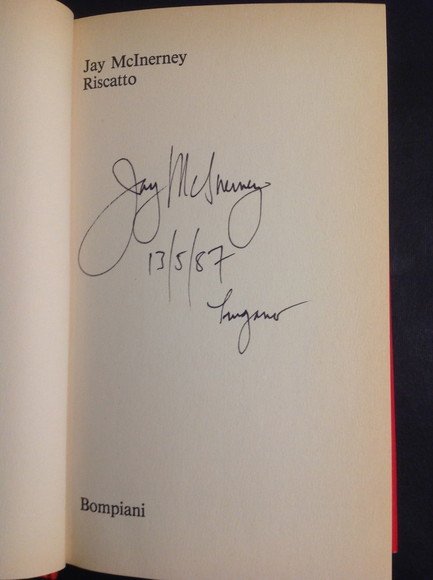 Jay McInerney
Riscatto
Jay McInerney
13/5/87
Lugano
Bompiani